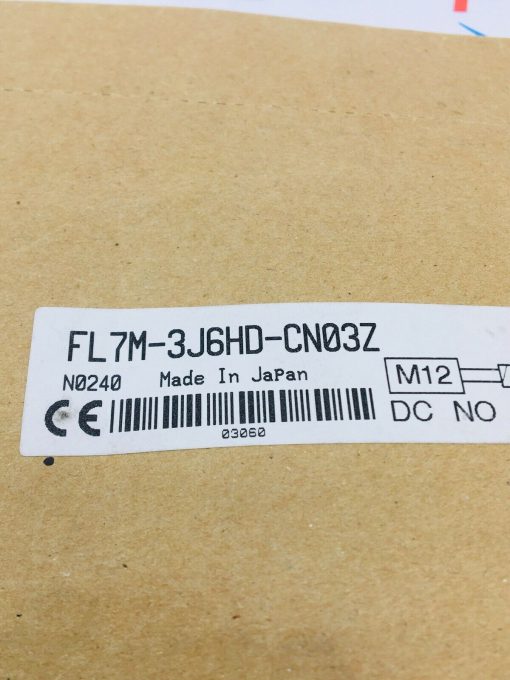 FL7M-3J6HD-CN03Z
N0240 Made In JaPan
M12
CE
DC NO
03060